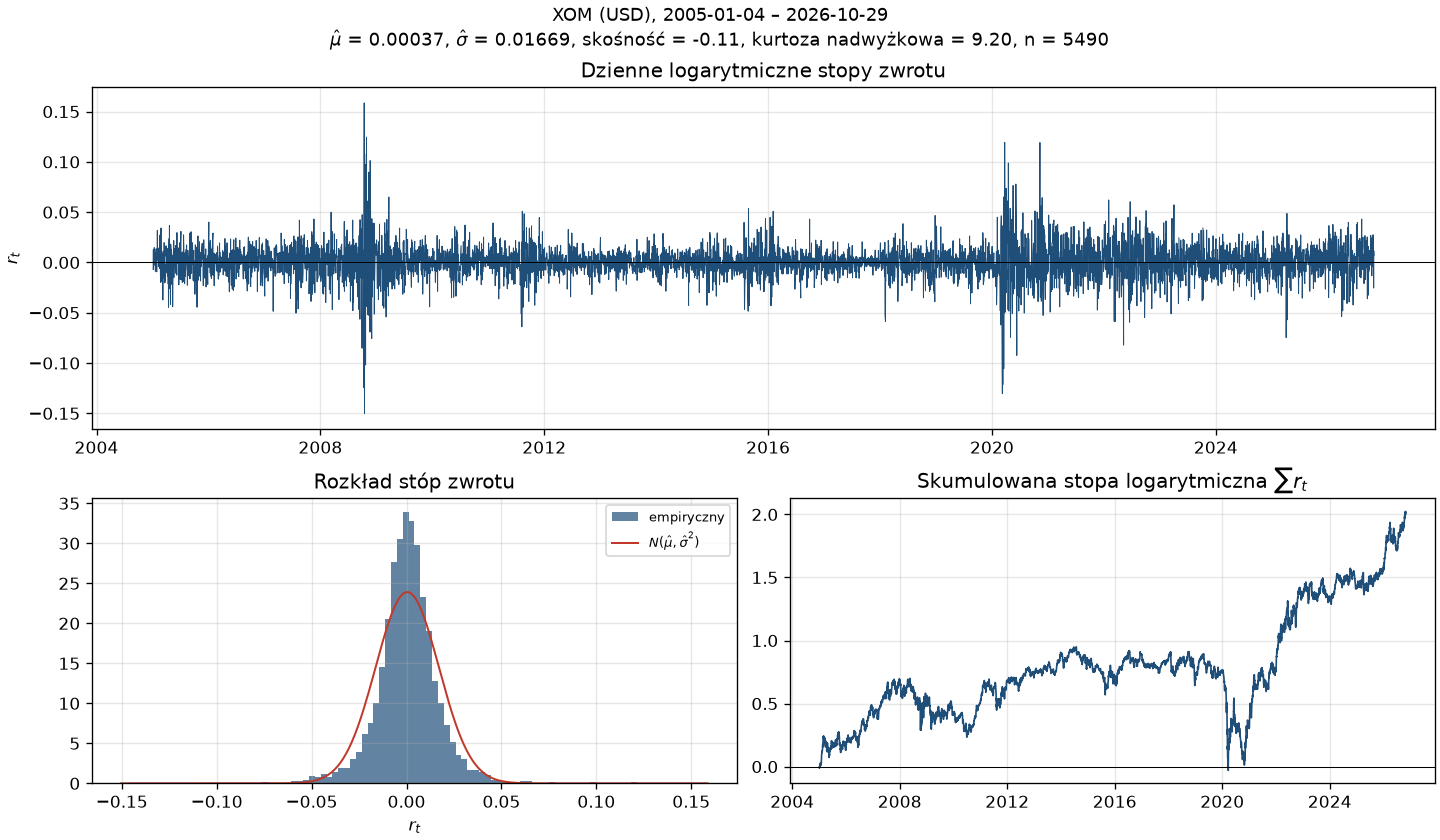 XOM (USD), 2005-01-04 – 2026-10-29
μ̂ = 0.00037, σ̂ = 0.01669, skośność = -0.11, kurtoza nadwyżkowa = 9.20, n = 5490
Dzienne logarytmiczne stopy zwrotu
r_t
0.15
0.10
0.05
0.00
−0.05
−0.10
−0.15
2004 2008 2012 2016 2020 2024
Rozkład stóp zwrotu
35
30
25
20
15
10
5
0
empiryczny
N(μ̂, σ̂²)
−0.15 −0.10 −0.05 0.00 0.05 0.10 0.15
r_t
Skumulowana stopa logarytmiczna ∑r_t
2.0
1.5
1.0
0.5
0.0
2004 2008 2012 2016 2020 2024